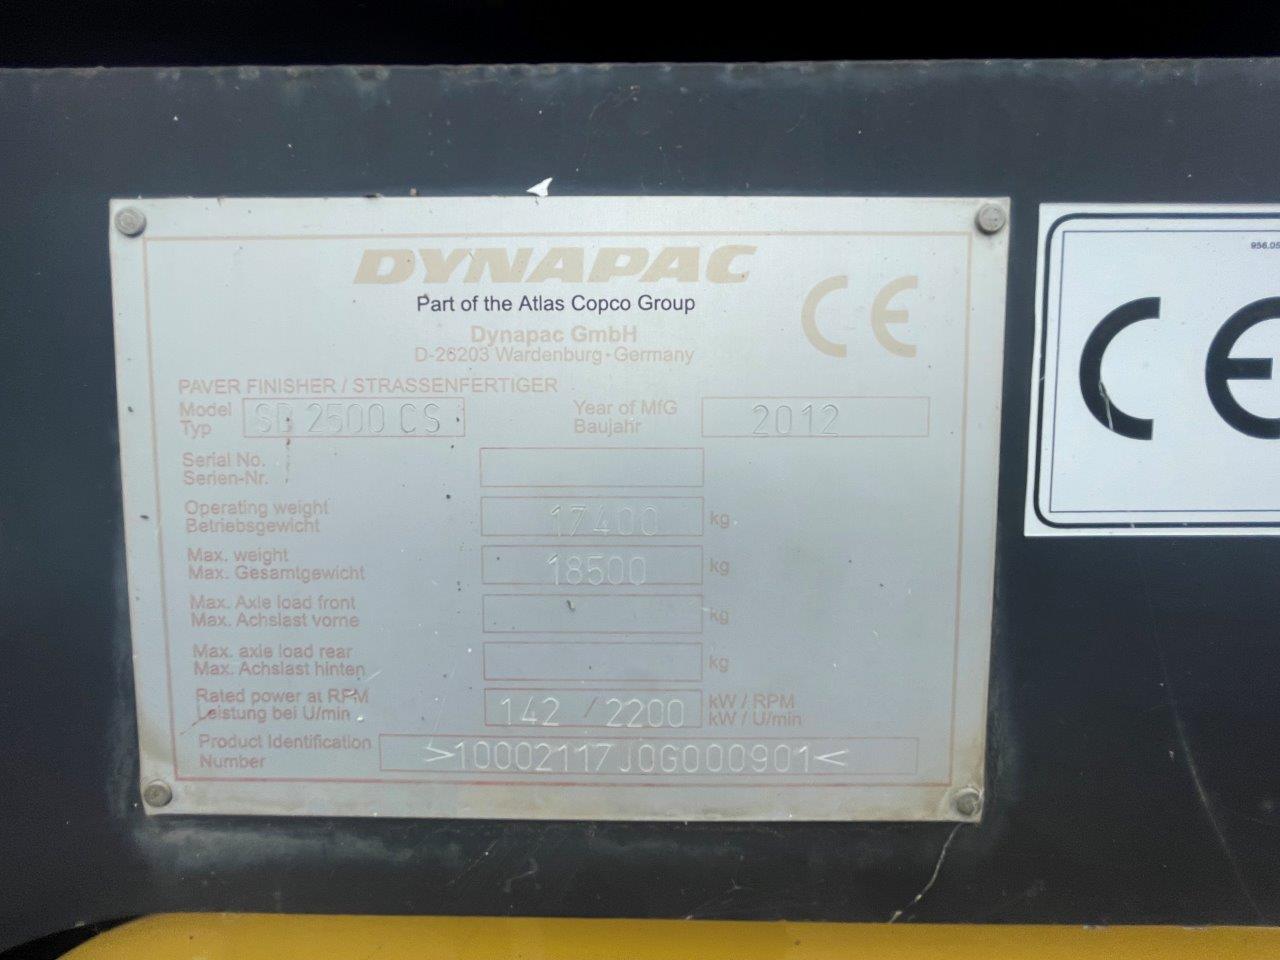 DYNAPAC
Part of the Atlas Copco Group
Dynapac GmbH
D-26203 Wardenburg·Germany
CE
PAVER FINISHER / STRASSENFERTIGER
Model
Typ
SD 2500 CS
Year of MfG
Baujahr
2012
Serial No.
Serien-Nr.
Operating weight
Betriebsgewicht
17400
kg
Max. weight
Max. Gesamtgewicht
18500
kg
Max. Axle load front
Max. Achslast vorne
kg
Max. axle load rear
Max. Achslast hinten
kg
Rated power at RPM
Leistung bei U/min
142 / 2200
kW / RPM
kW / U/min
Product Identification
Number
>10002117J0G000901<
956.05
CE